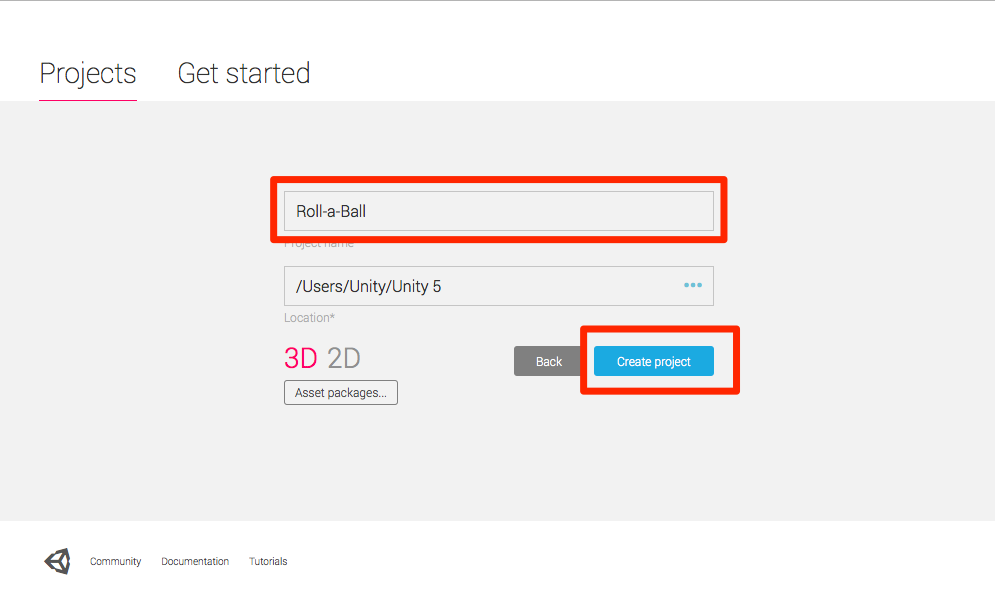 Projects Get started
Roll-a-Ball
Project name
/Users/Unity/Unity 5
Location*
3D 2D
Back Create project
Asset packages...
Community Documentation Tutorials